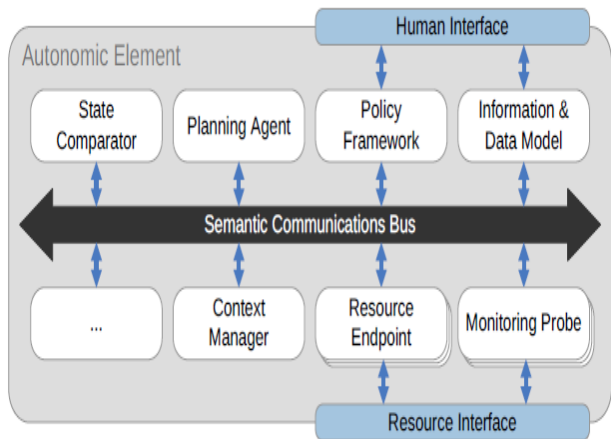 Human Interface
Autonomic Element
State
Comparator
Planning Agent
Policy
Framework
Information &
Data Model
Semantic Communications Bus
...
Context
Manager
Resource
Endpoint
Monitoring Probe
Resource Interface